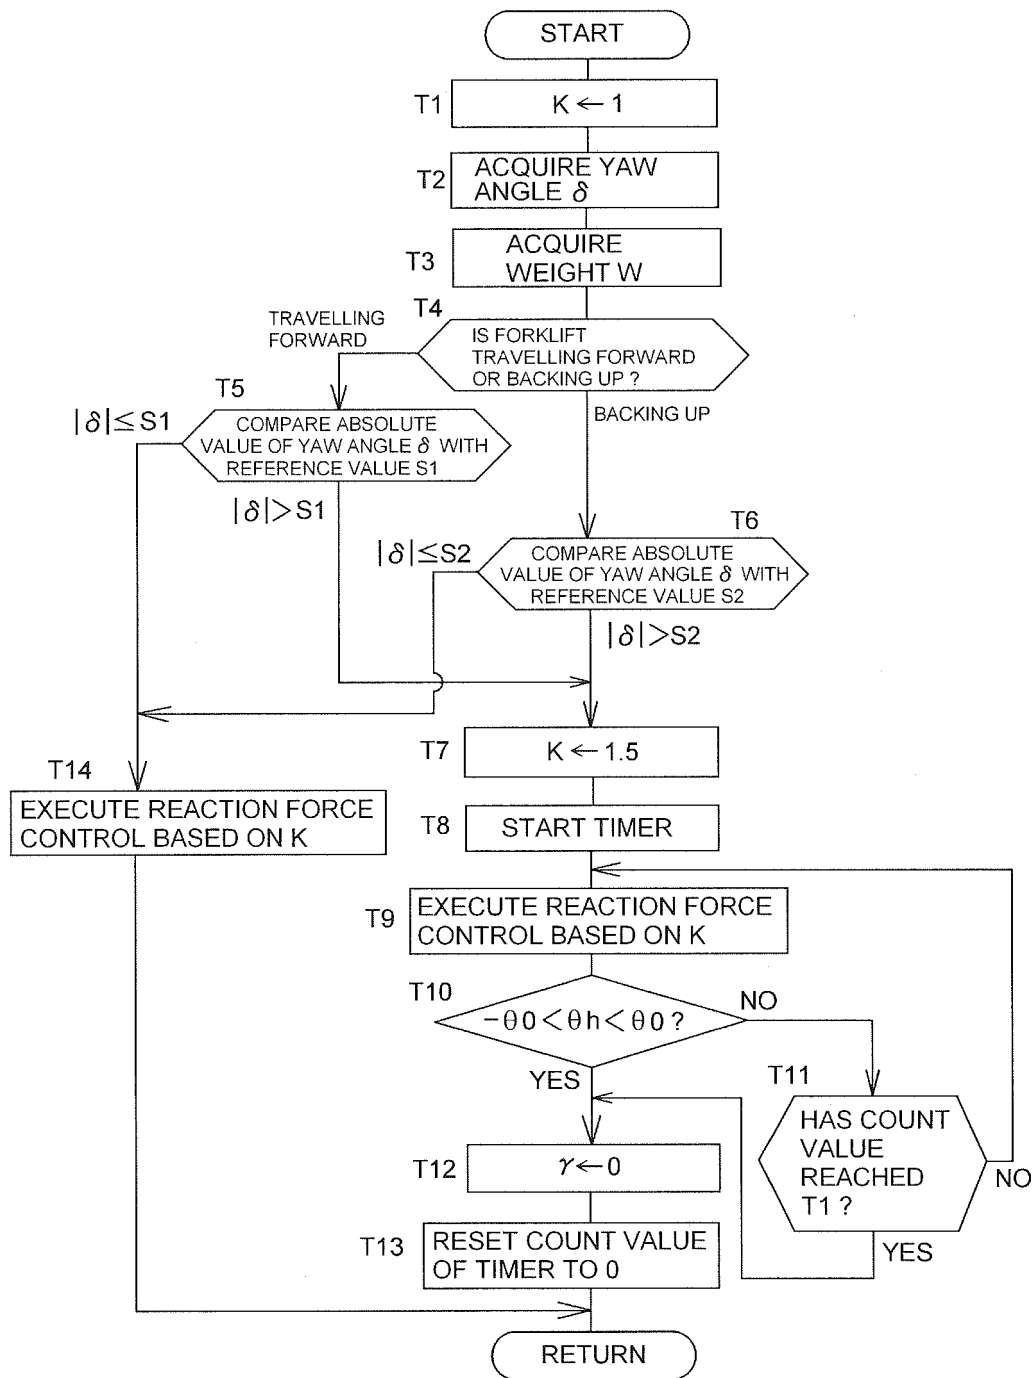 START
T1
K ← 1
T2
ACQUIRE YAW
ANGLE δ
T3
ACQUIRE
WEIGHT W
T4
TRAVELLING
FORWARD
IS FORKLIFT
TRAVELLING FORWARD
OR BACKING UP ?
BACKING UP
T5
|δ|≤S1
COMPARE ABSOLUTE
VALUE OF YAW ANGLE δ WITH
REFERENCE VALUE S1
|δ|>S1
T6
|δ|≤S2
COMPARE ABSOLUTE
VALUE OF YAW ANGLE δ WITH
REFERENCE VALUE S2
|δ|>S2
T7
K ← 1.5
T14
EXECUTE REACTION FORCE
CONTROL BASED ON K
T8
START TIMER
T9
EXECUTE REACTION FORCE
CONTROL BASED ON K
T10
−θ0<θh<θ0 ?
NO
YES
T11
HAS COUNT
VALUE
REACHED
T1 ?
NO
YES
T12
γ←0
T13
RESET COUNT VALUE
OF TIMER TO 0
RETURN